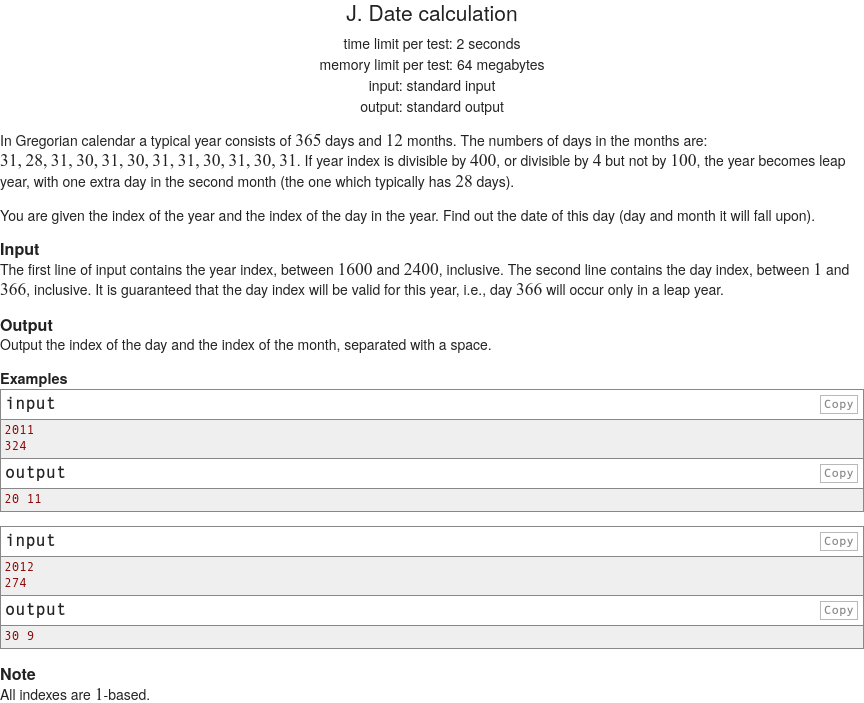 J. Date calculation
time limit per test: 2 seconds
memory limit per test: 64 megabytes
input: standard input
output: standard output
In Gregorian calendar a typical year consists of 365 days and 12 months. The numbers of days in the months are:
31, 28, 31, 30, 31, 30, 31, 31, 30, 31, 30, 31. If year index is divisible by 400, or divisible by 4 but not by 100, the year becomes leap
year, with one extra day in the second month (the one which typically has 28 days).
You are given the index of the year and the index of the day in the year. Find out the date of this day (day and month it will fall upon).
Input
The first line of input contains the year index, between 1600 and 2400, inclusive. The second line contains the day index, between 1 and
366, inclusive. It is guaranteed that the day index will be valid for this year, i.e., day 366 will occur only in a leap year.
Output
Output the index of the day and the index of the month, separated with a space.
Examples
input Copy
2011
324
output Copy
20 11
input Copy
2012
274
output Copy
30 9
Note
All indexes are 1-based.